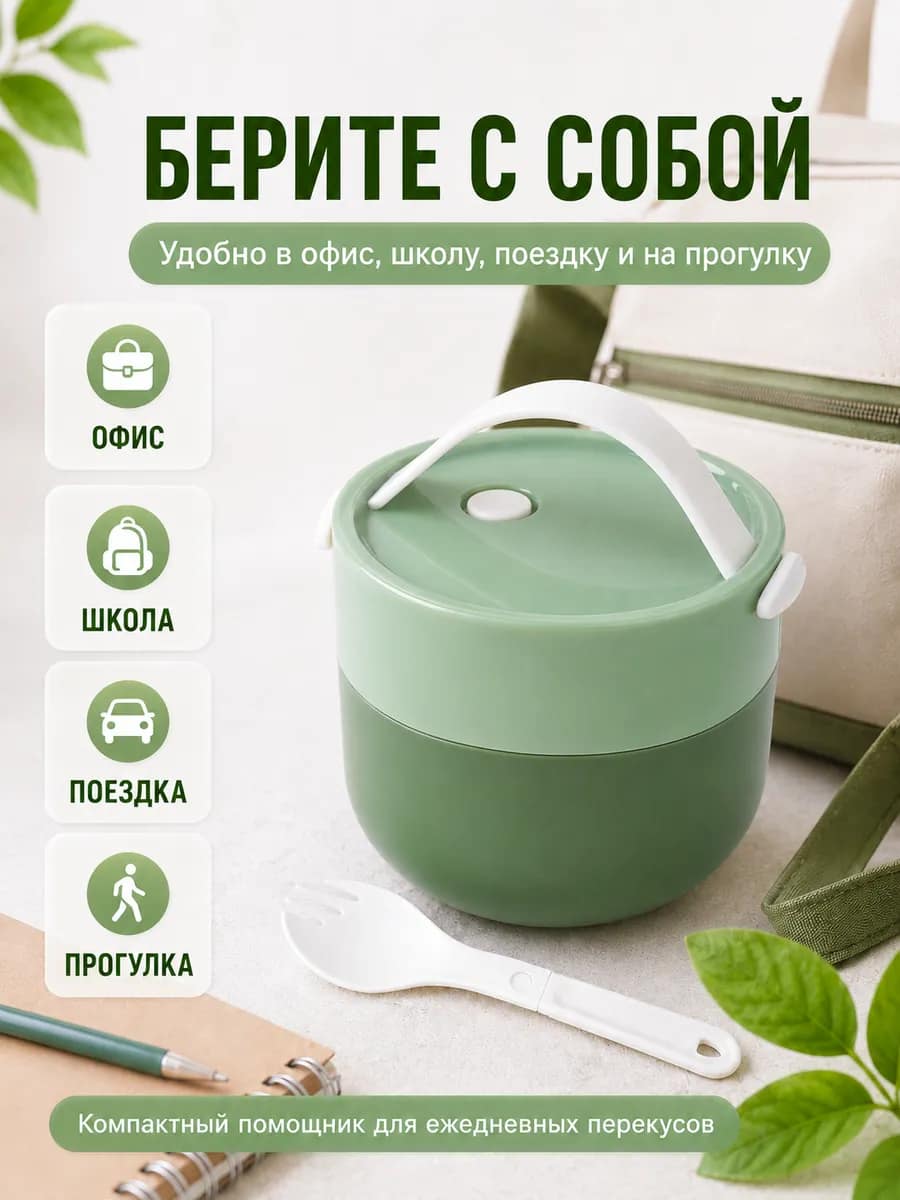 БЕРИТЕ С СОБОЙ
Удобно в офис, школу, поездку и на прогулку
ОФИС
ШКОЛА
ПОЕЗДКА
ПРОГУЛКА
Компактный помощник для ежедневных перекусов